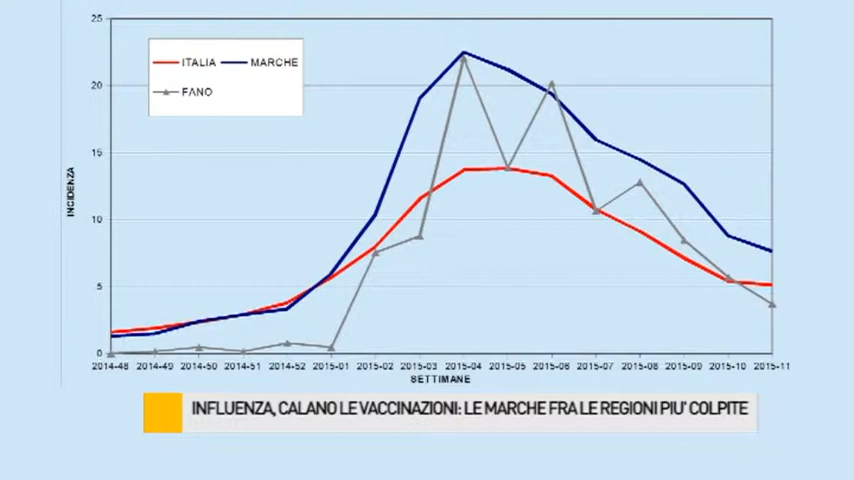 25
ITALIA MARCHE
FANO
20
15
10
5
0
INCIDENZA
2014-48 2014-49 2014-50 2014-51 2014-52 2015-01 2015-02 2015-03 2015-04 2015-05 2015-06 2015-07 2015-08 2015-09 2015-10 2015-11
SETTIMANE
INFLUENZA, CALANO LE VACCINAZIONI: LE MARCHE FRA LE REGIONI PIU' COLPITE